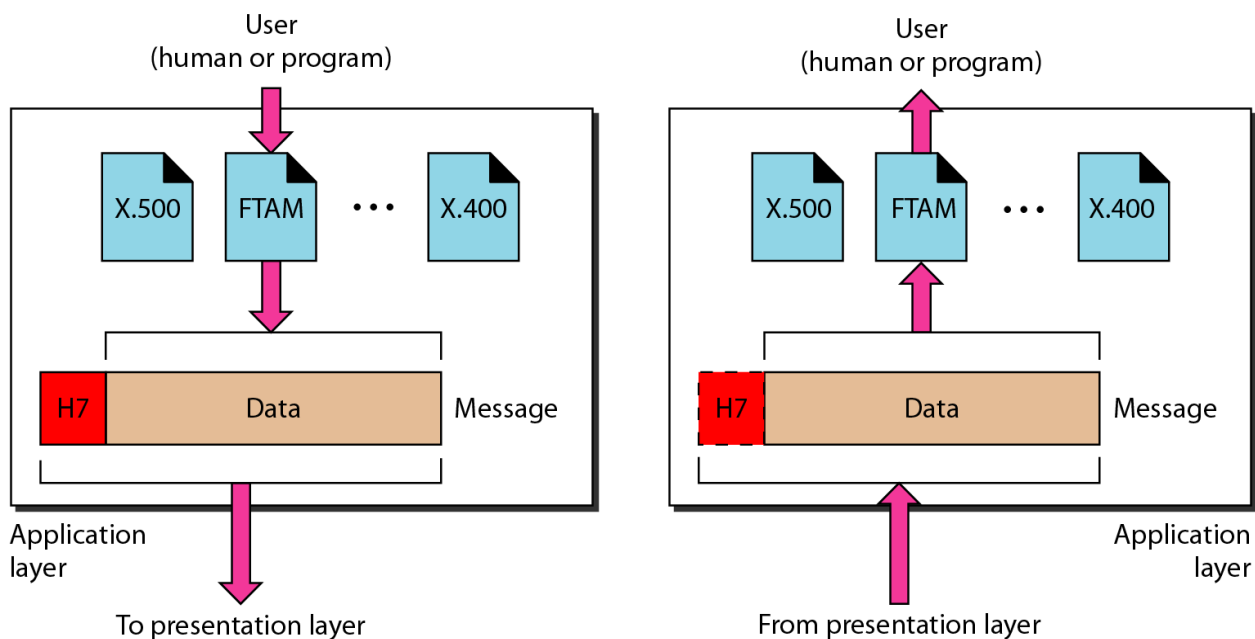 User
(human or program)
X.500
FTAM
•••
X.400
H7
Data
Message
Application
layer
To presentation layer
User
(human or program)
X.500
FTAM
•••
X.400
H7
Data
Message
Application
layer
From presentation layer